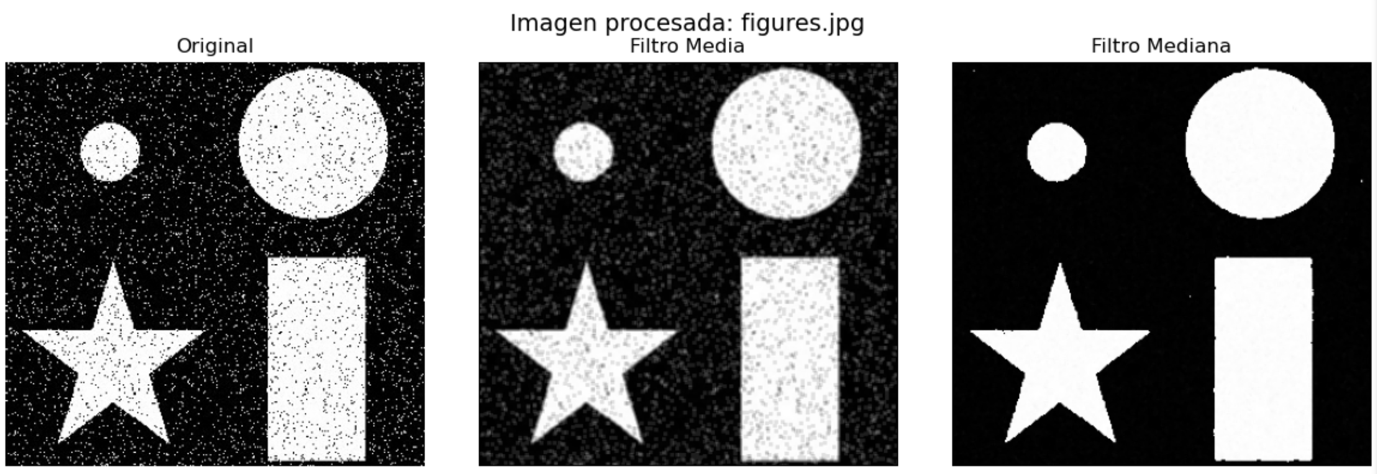 Imagen procesada: figures.jpg
Original
Filtro Media
Filtro Mediana